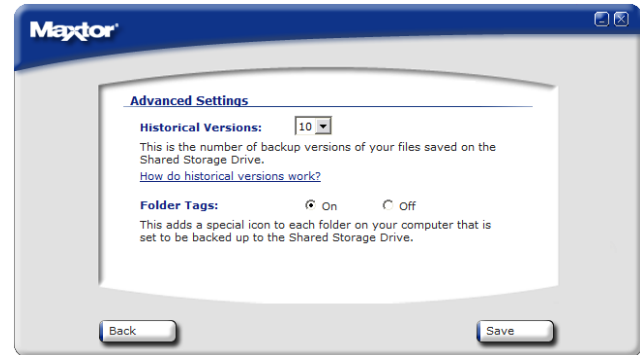 Maxtor
Advanced Settings
Historical Versions: 10
This is the number of backup versions of your files saved on the
Shared Storage Drive.
How do historical versions work?
Folder Tags: On Off
This adds a special icon to each folder on your computer that is
set to be backed up to the Shared Storage Drive.
Back Save